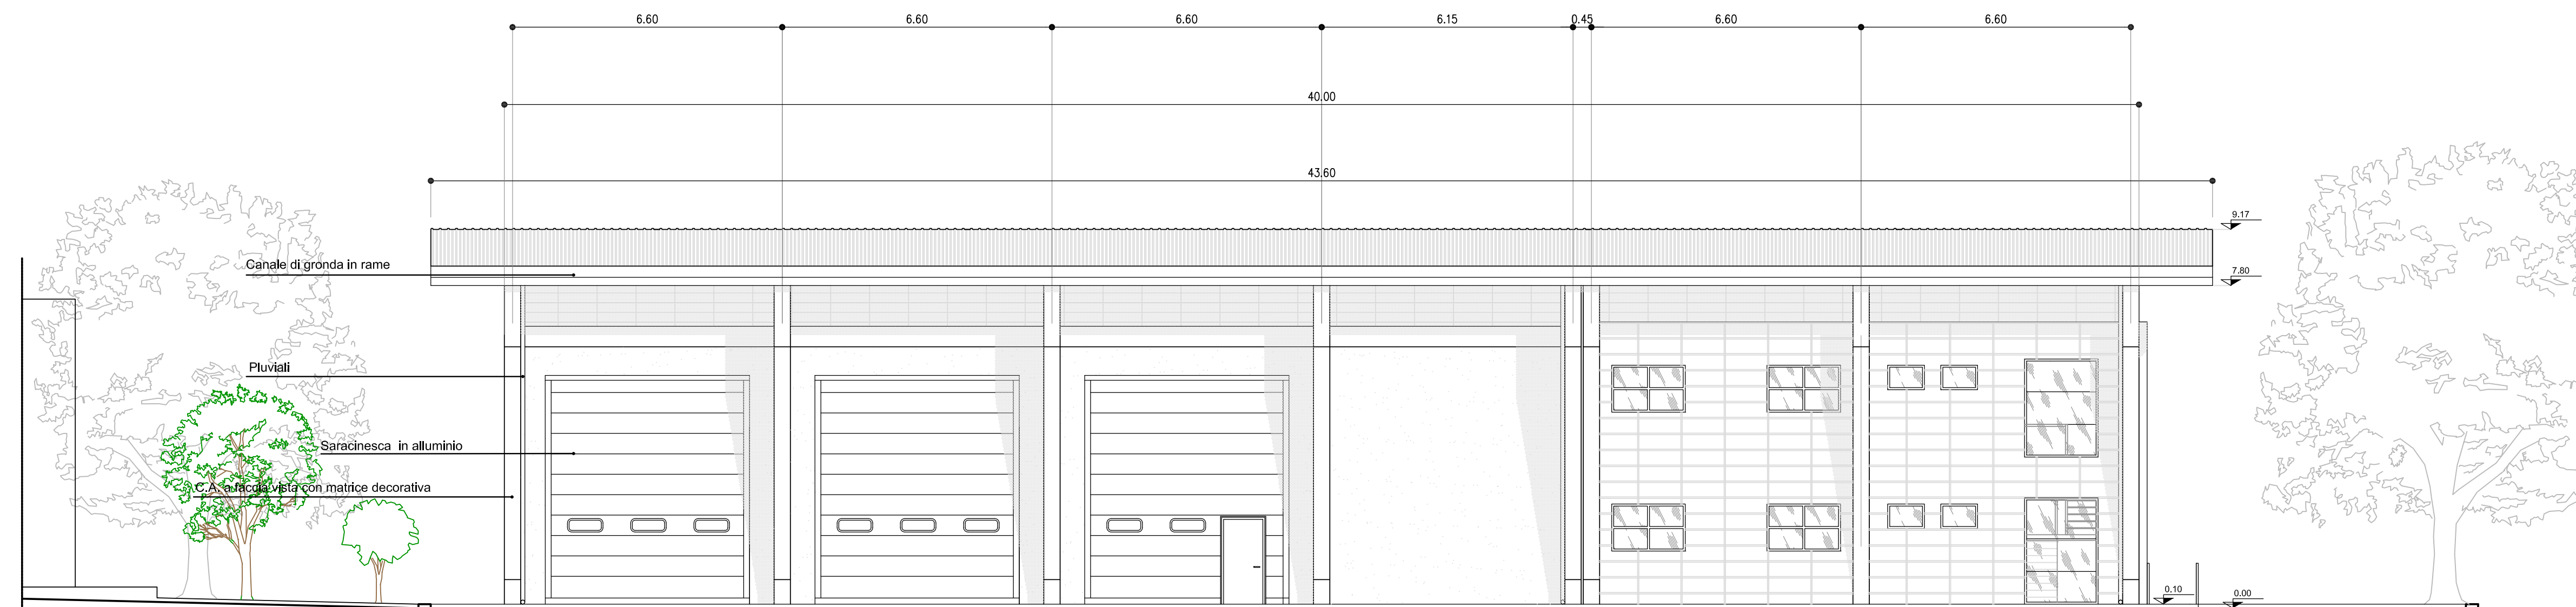 6.60 6.60 6.60 6.15 0.45 6.60 6.60
40.00
43.60
9.17
Canale di gronda in rame
7.80
Pluviali
Saracinesca in alluminio
C.A. a faccia vista con matrice decorativa
0.10 0.00